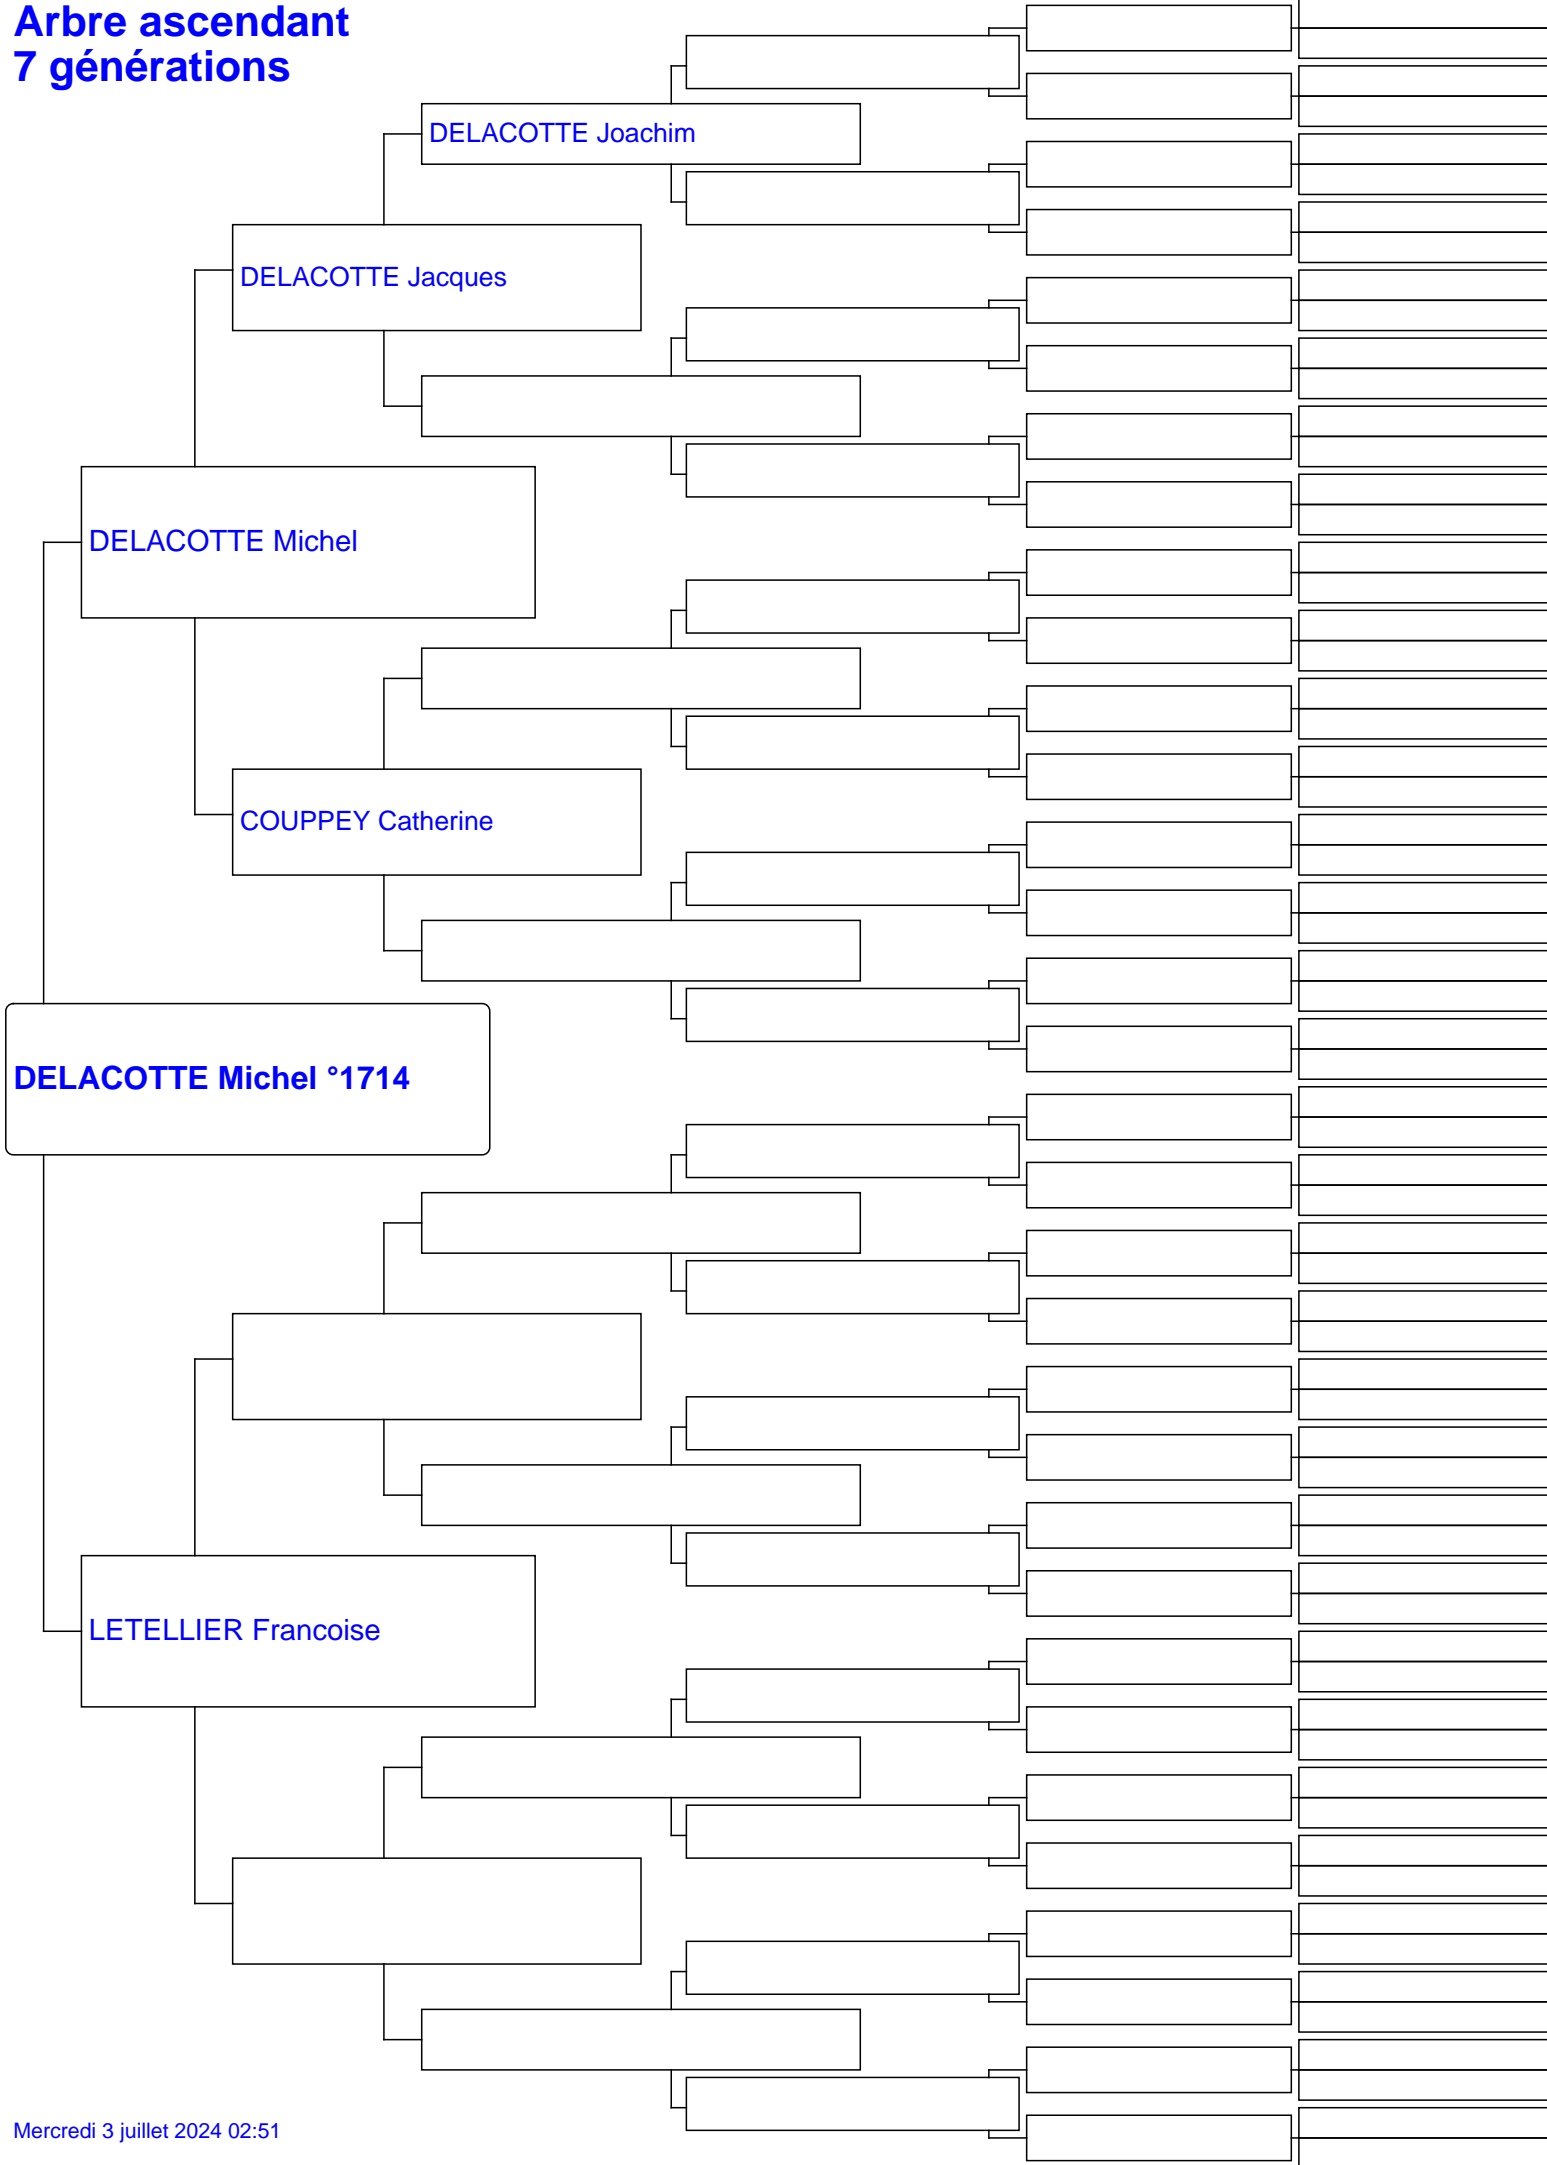 Arbre ascendant
7 générations
DELACOTTE Joachim
DELACOTTE Jacques
DELACOTTE Michel
COUPPEY Catherine
DELACOTTE Michel °1714
LETELLIER Francoise
Mercredi 3 juillet 2024 02:51